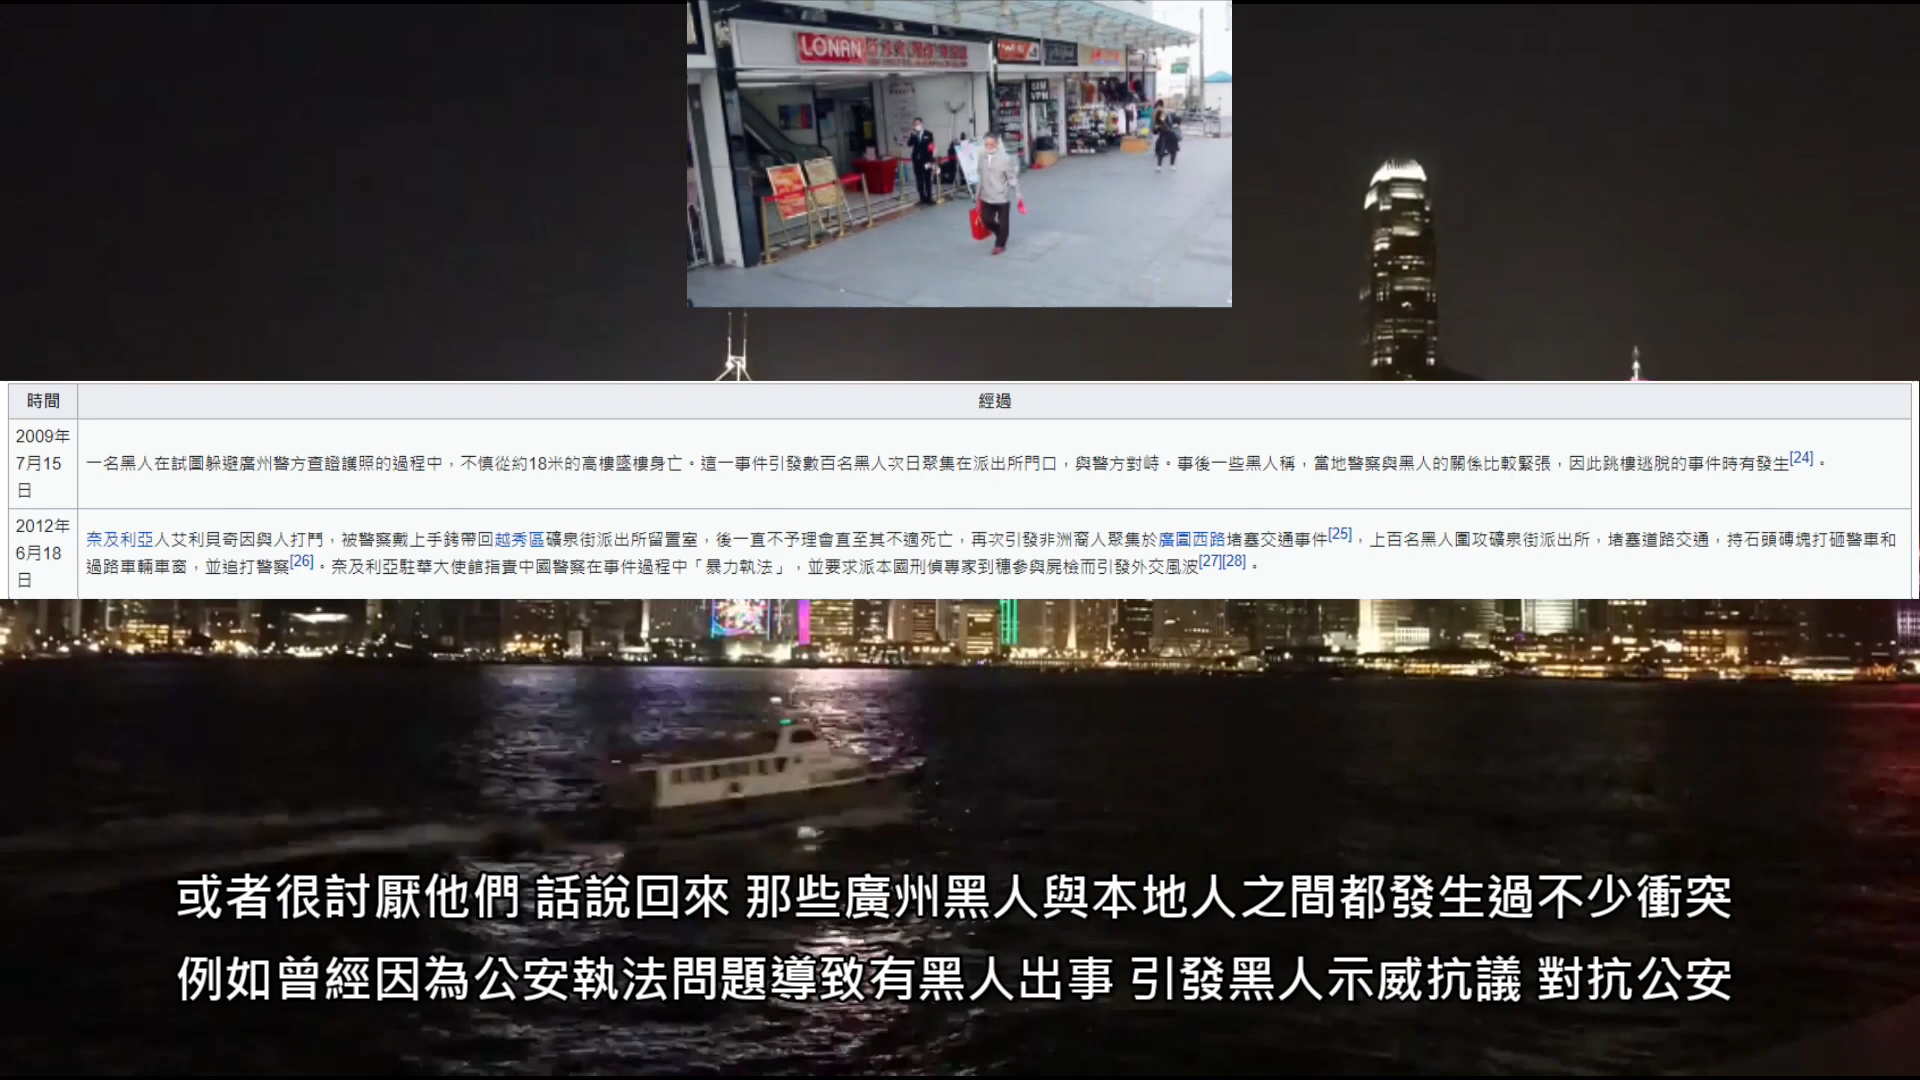 LONAN
SIM
VPN
時間
經過
2009年
7月15
日
一名黑人在試圖躲避廣州警方查證護照的過程中，不慎從約18米的高樓墜樓身亡。這一事件引發數百名黑人次日聚集在派出所門口，與警方對峙。事後一些黑人稱，當地警察與黑人的關係比較緊張，因此跳樓逃脫的事件時有發生[24]。
2012年
6月18
日
奈及利亞人艾利貝奇因與人打鬥，被警察戴上手銬帶回越秀區礦泉街派出所留置室，後一直不予理會直至其不適死亡，再次引發非洲裔人聚集於廣園西路堵塞交通事件[25]，上百名黑人圍攻礦泉街派出所，堵塞道路交通，持石頭磚塊打砸警車和
過路車輛車窗，並追打警察[26]。奈及利亞駐華大使館指責中國警察在事件過程中「暴力執法」，並要求派本國刑偵專家到穗參與屍檢而引發外交風波[27][28]。
或者很討厭他們 話說回來 那些廣州黑人與本地人之間都發生過不少衝突
例如曾經因為公安執法問題導致有黑人出事 引發黑人示威抗議 對抗公安